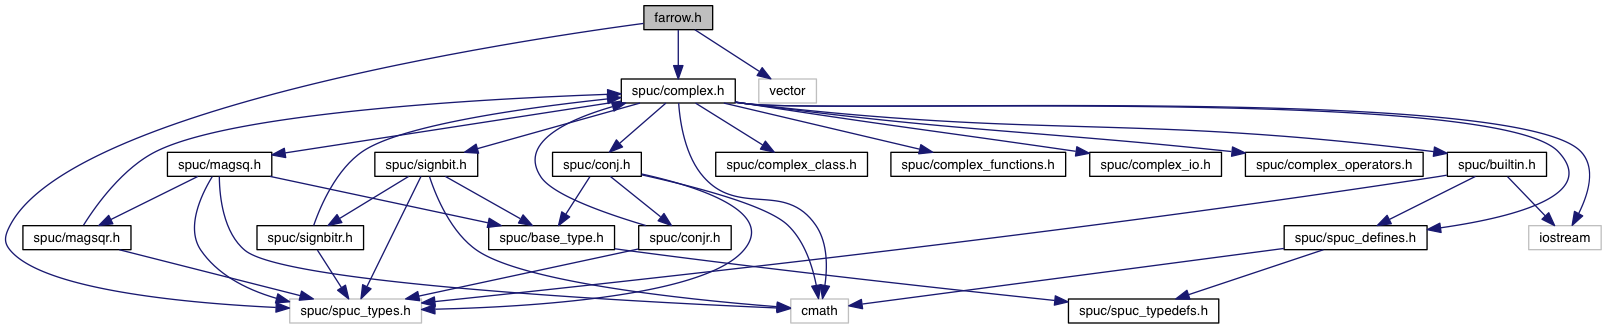 farrow.h
spuc/complex.h
vector
spuc/magsq.h
spuc/signbit.h
spuc/conj.h
spuc/complex_class.h
spuc/complex_functions.h
spuc/complex_io.h
spuc/complex_operators.h
spuc/builtin.h
spuc/magsqr.h
spuc/signbitr.h
spuc/base_type.h
spuc/conjr.h
spuc/spuc_defines.h
iostream
spuc/spuc_types.h
cmath
spuc/spuc_typedefs.h